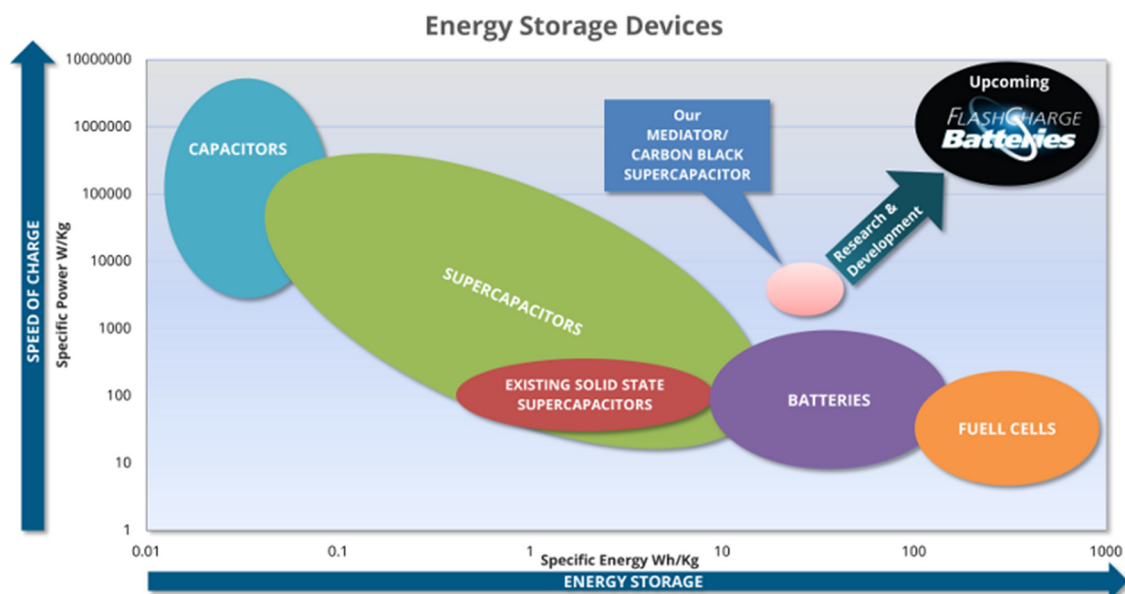 Energy Storage Devices
SPEED OF CHARGE
Specific Power W/Kg
10000000
1000000
100000
10000
1000
100
10
1
CAPACITORS
SUPERCAPACITORS
EXISTING SOLID STATE
SUPERCAPACITORS
Our
MEDIATOR/
CARBON BLACK
SUPERCAPACITOR
Research &
Development
Upcoming
FLASHCHARGE
Batteries
BATTERIES
FUELL CELLS
0.01
0.1
1
10
100
1000
Specific Energy Wh/Kg
ENERGY STORAGE